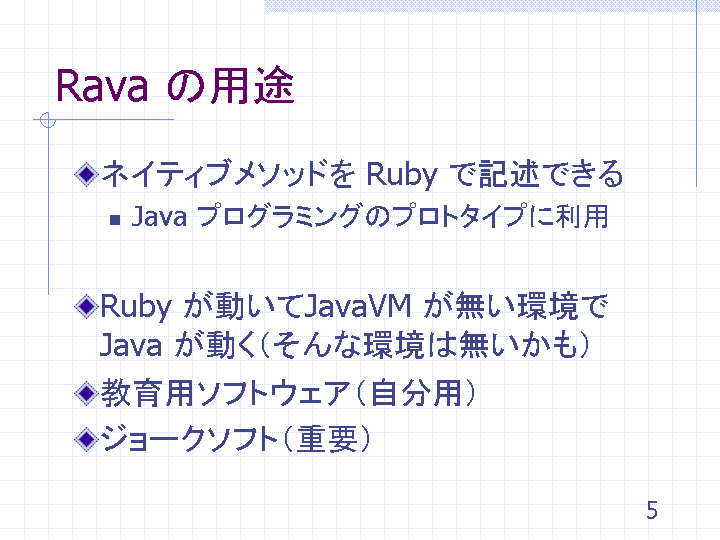 Rava の用途
ネイティブメソッドを Ruby で記述できる
Java プログラミングのプロトタイプに利用
Ruby が動いてJavaVM が無い環境で
Java が動く（そんな環境は無いかも）
教育用ソフトウェア（自分用）
ジョークソフト（重要）
5